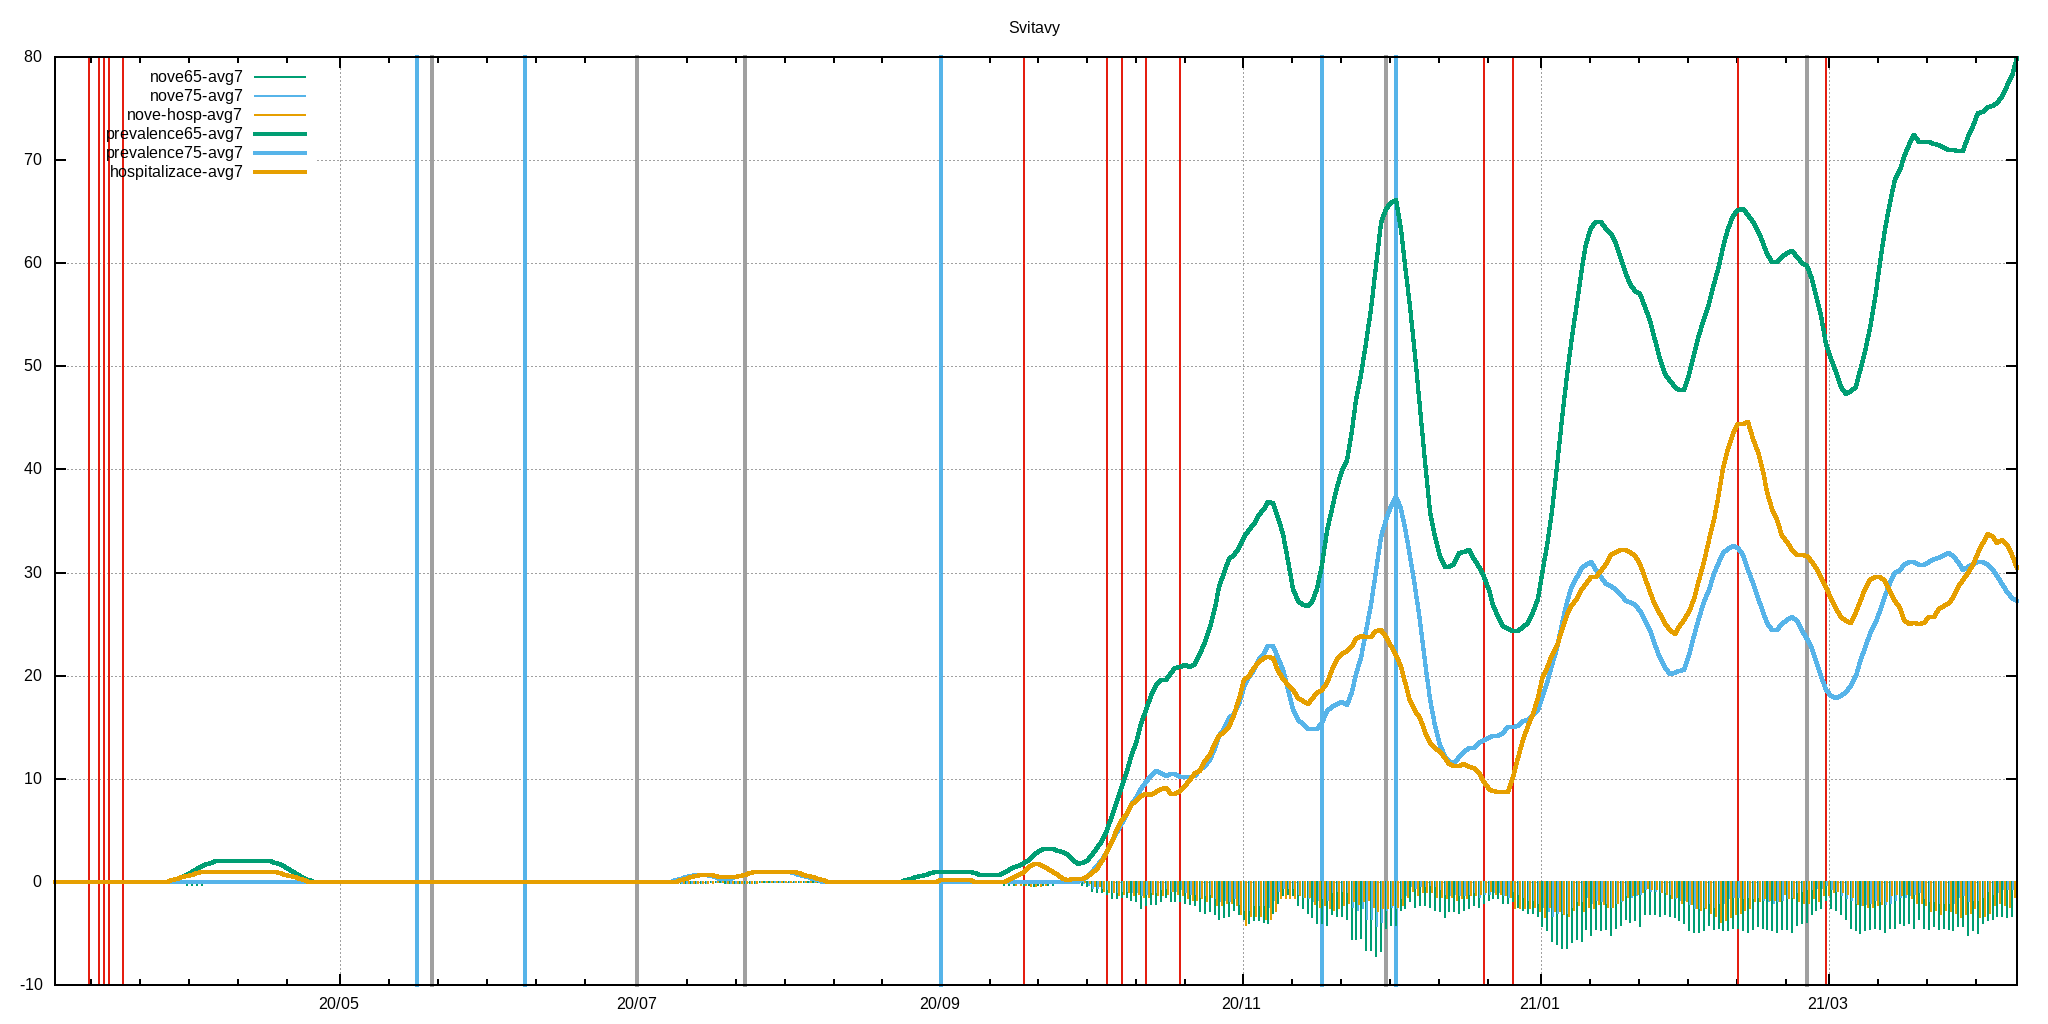 Svitavy
80
70
60
50
40
30
20
10
0
-10
nove65-avg7
nove75-avg7
nove-hosp-avg7
prevalence65-avg7
prevalence75-avg7
hospitalizace-avg7
20/05
20/07
20/09
20/11
21/01
21/03